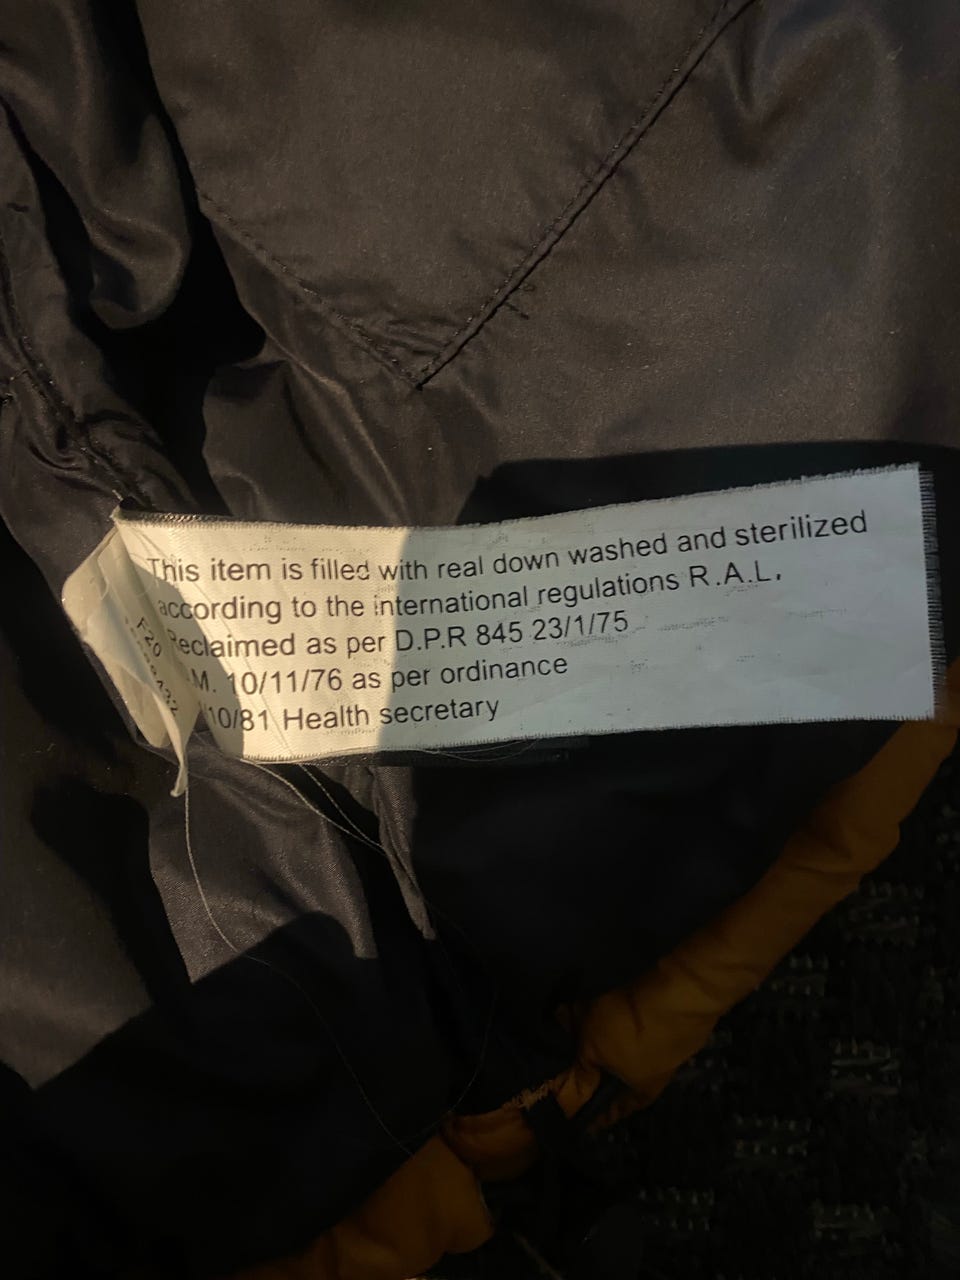 This item is filled with real down washed and sterilized
according to the international regulations R.A.L.
Reclaimed as per D.P.R 845 23/1/75
M. 10/11/76 as per ordinance
10/81 Health secretary
F20